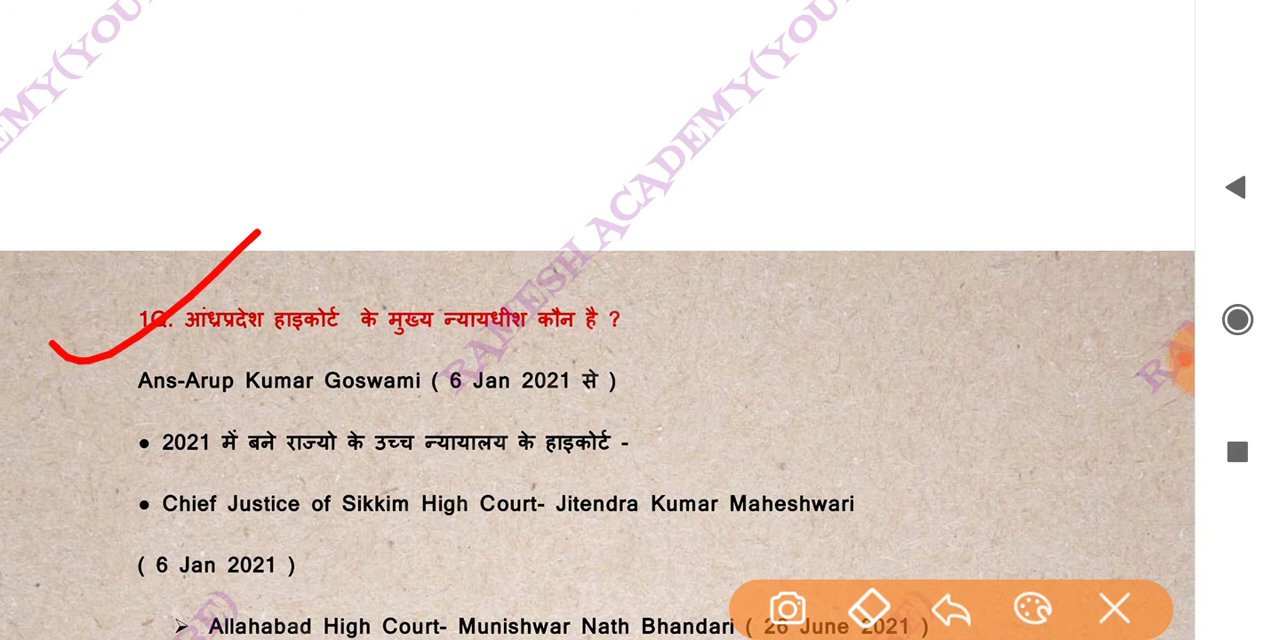 RAMESH ACADEMY(YOU
1Q. आंध्रप्रदेश हाइकोर्ट के मुख्य न्यायधीश कौन है ?
Ans-Arup Kumar Goswami ( 6 Jan 2021 से )
● 2021 में बने राज्यो के उच्च न्यायालय के हाइकोर्ट -
● Chief Justice of Sikkim High Court- Jitendra Kumar Maheshwari
( 6 Jan 2021 )
➢ Allahabad High Court- Munishwar Nath Bhandari ( 26 June 2021 )